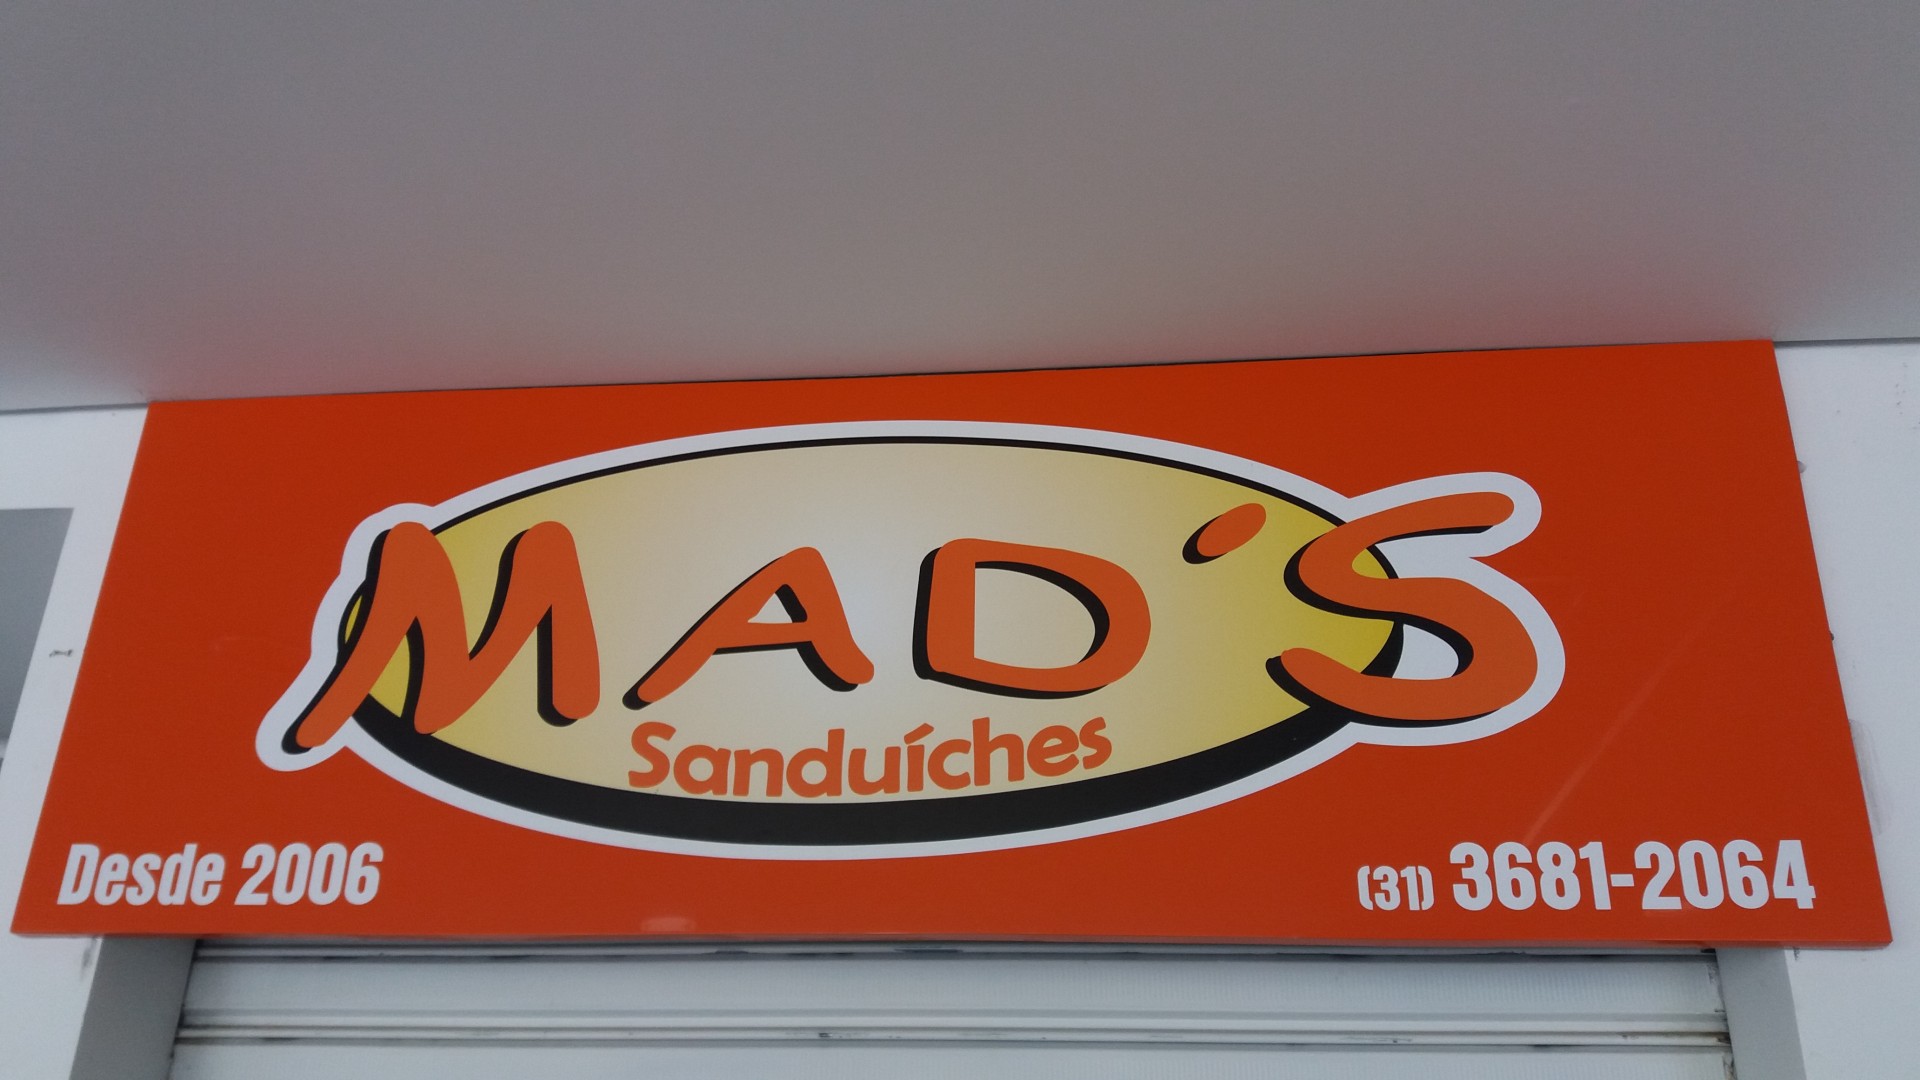 MAD'S
Sanduíches
Desde 2006
(31) 3681-2064